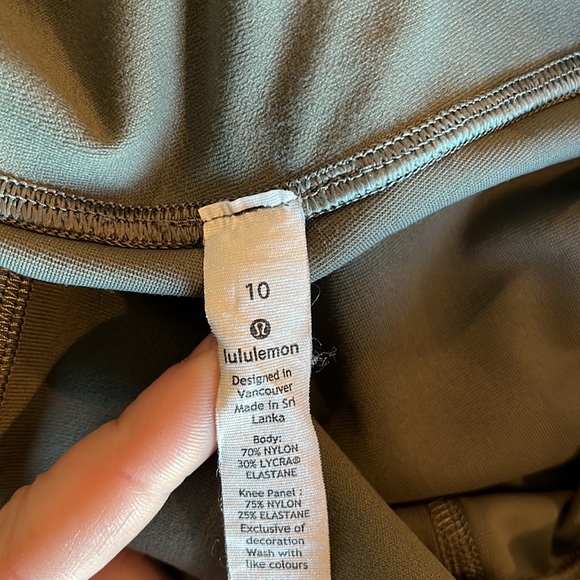 10
lululemon
Designed in
Vancouver
Made in Sri
Lanka
Body:
70% NYLON
30% LYCRA®
ELASTANE
Knee Panel :
75% NYLON
25% ELASTANE
Exclusive of
decoration
Wash with
like colours